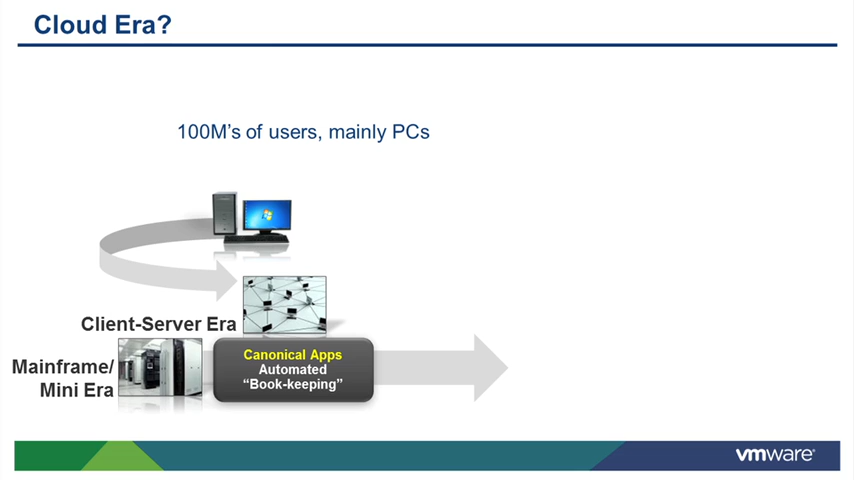 Cloud Era?
100M's of users, mainly PCs
Client-Server Era
Mainframe/
Mini Era
Canonical Apps
Automated
“Book-keeping”
vmware®